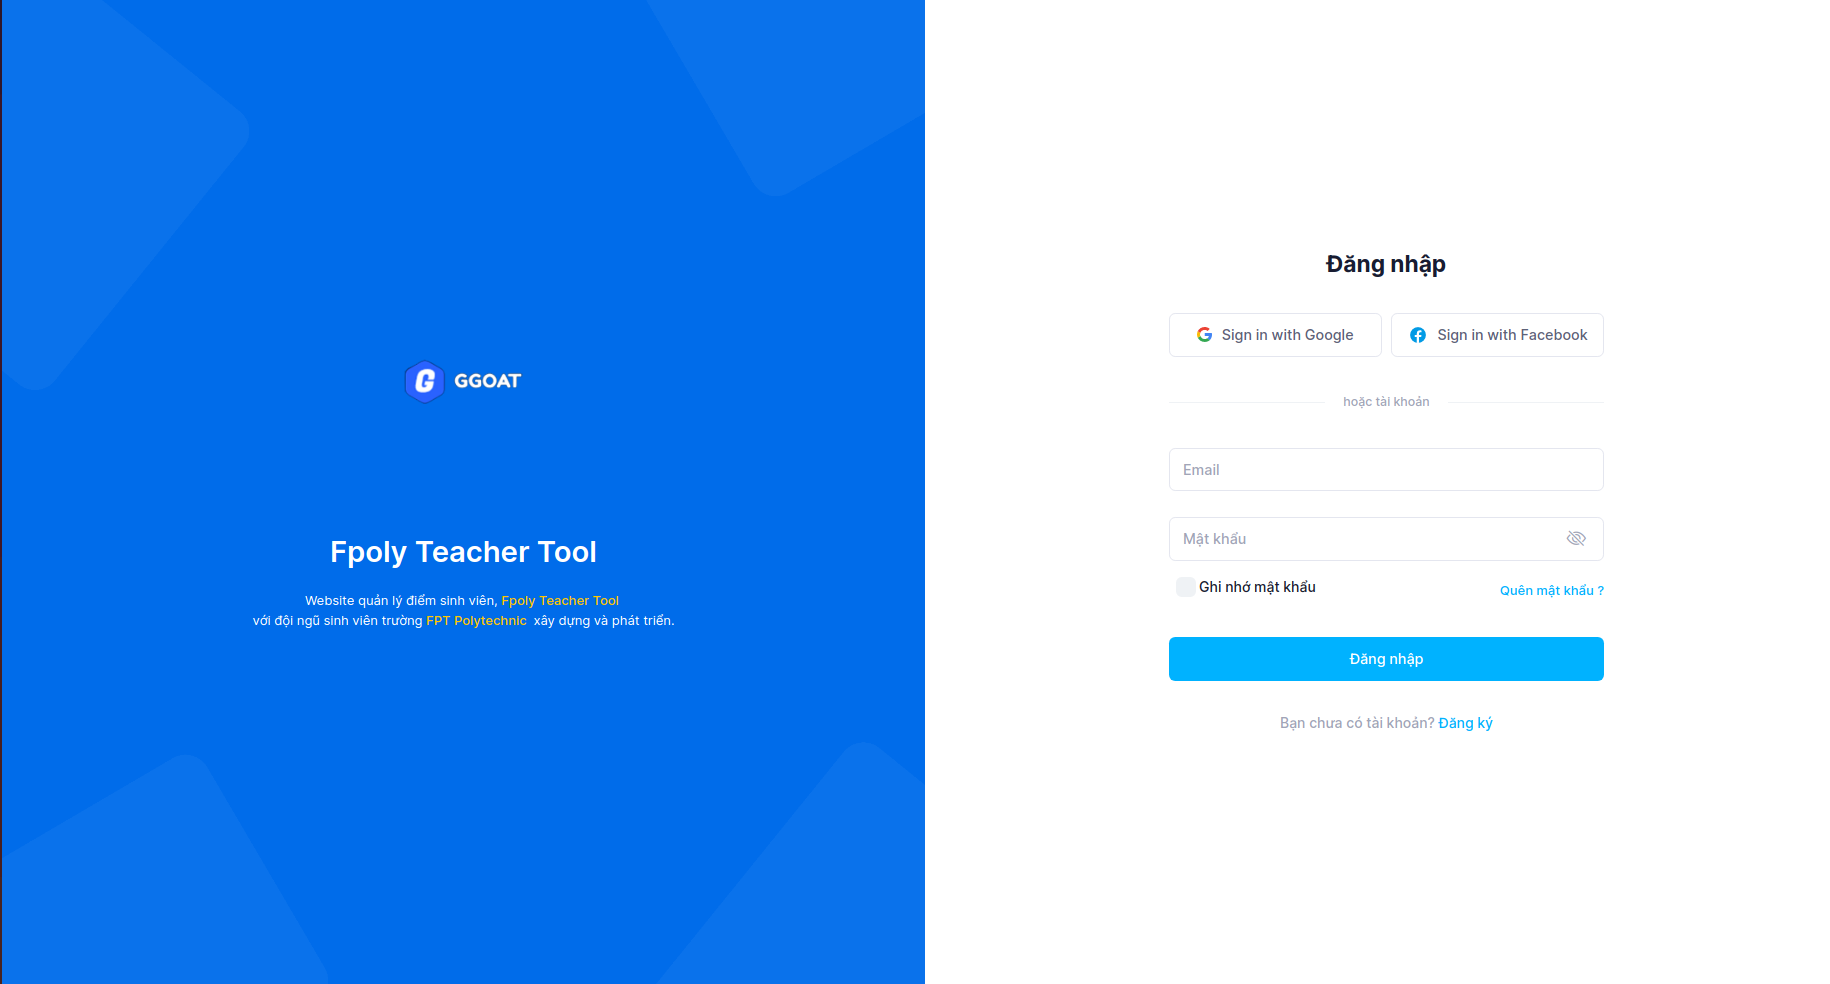 GGOAT
Fpoly Teacher Tool
Website quản lý điểm sinh viên, Fpoly Teacher Tool
với đội ngũ sinh viên trường FPT Polytechnic xây dựng và phát triển.
Đăng nhập
Sign in with Google
Sign in with Facebook
hoặc tài khoản
Email
Mật khẩu
Ghi nhớ mật khẩu
Quên mật khẩu ?
Đăng nhập
Bạn chưa có tài khoản? Đăng ký